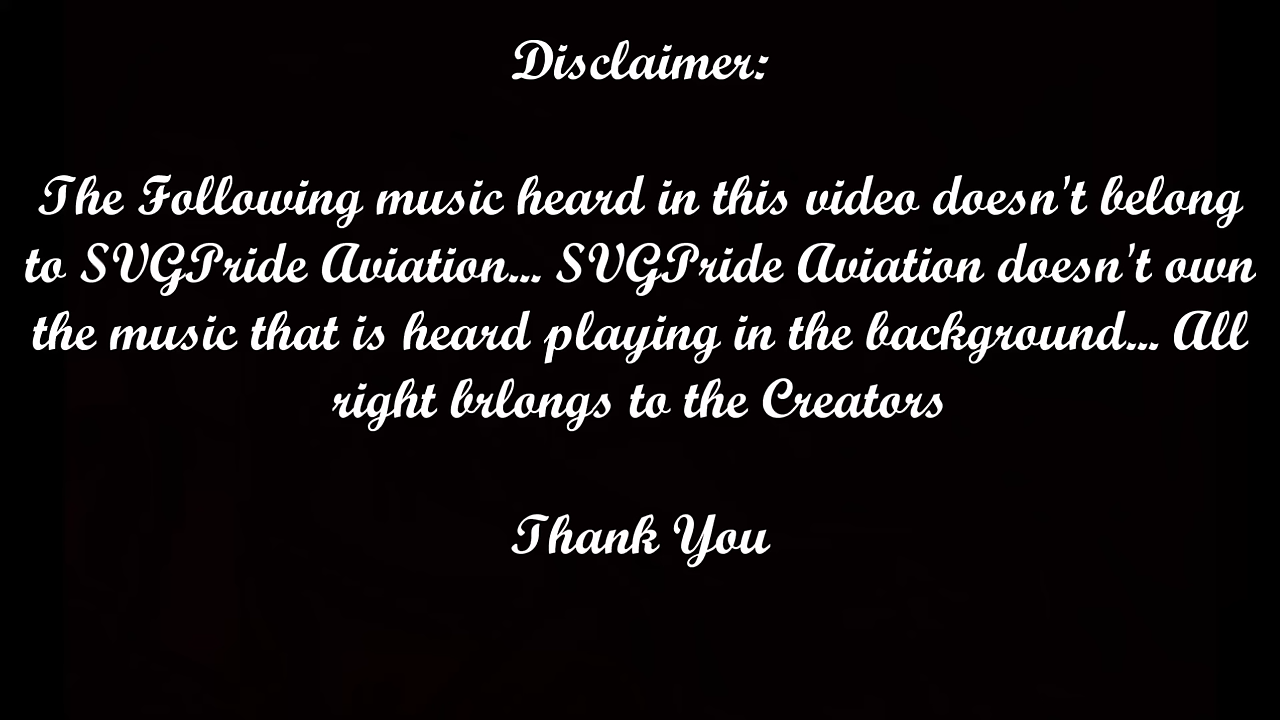 Disclaimer:
The Following music heard in this video doesn't belong
to SVGPride Aviation... SVGPride Aviation doesn't own
the music that is heard playing in the background... All
right brlongs to the Creators
Thank You